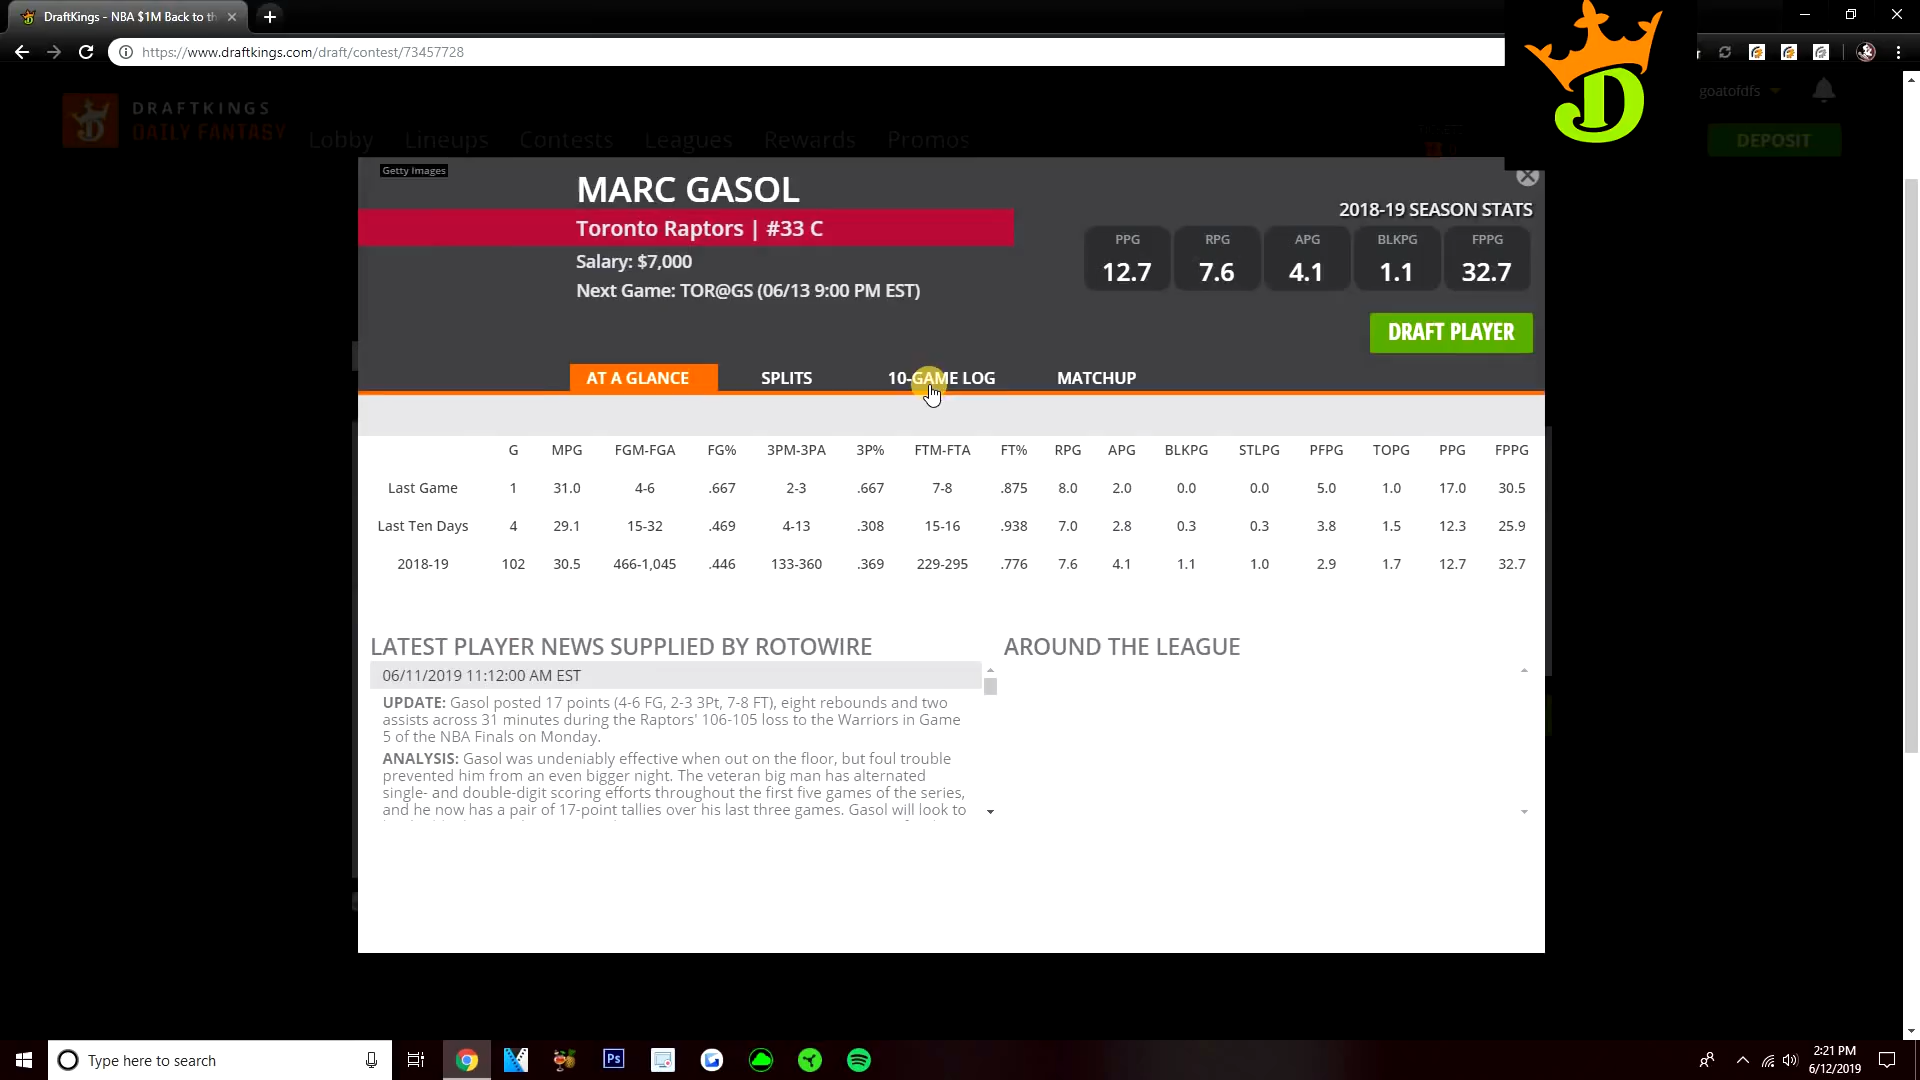 DraftKings - NBA $1M Back to th
https://www.draftkings.com/draft/contest/73457728
DRAFTKINGS
DAILY FANTASY
Lobby Lineups Contests Leagues Rewards Promos
goatofdfs
DEPOSIT
D
Getty Images
MARC GASOL
Toronto Raptors | #33 C
Salary: $7,000
Next Game: TOR@GS (06/13 9:00 PM EST)
2018-19 SEASON STATS
PPG RPG APG BLKPG FPPG
12.7 7.6 4.1 1.1 32.7
DRAFT PLAYER
AT A GLANCE SPLITS 10-GAME LOG MATCHUP
G MPG FGM-FGA FG% 3PM-3PA 3P% FTM-FTA FT% RPG APG BLKPG STLPG PFPG TOPG PPG FPPG
Last Game 1 31.0 4-6 .667 2-3 .667 7-8 .875 8.0 2.0 0.0 0.0 5.0 1.0 17.0 30.5
Last Ten Days 4 29.1 15-32 .469 4-13 .308 15-16 .938 7.0 2.8 0.3 0.3 3.8 1.5 12.3 25.9
2018-19 102 30.5 466-1,045 .446 133-360 .369 229-295 .776 7.6 4.1 1.1 1.0 2.9 1.7 12.7 32.7
LATEST PLAYER NEWS SUPPLIED BY ROTOWIRE
06/11/2019 11:12:00 AM EST
UPDATE: Gasol posted 17 points (4-6 FG, 2-3 3Pt, 7-8 FT), eight rebounds and two
assists across 31 minutes during the Raptors' 106-105 loss to the Warriors in Game
5 of the NBA Finals on Monday.
ANALYSIS: Gasol was undeniably effective when out on the floor, but foul trouble
prevented him from an even bigger night. The veteran big man has alternated
single- and double-digit scoring efforts throughout the first five games of the series,
and he now has a pair of 17-point tallies over his last three games. Gasol will look to
AROUND THE LEAGUE
Type here to search
Ps
2:21 PM
6/12/2019